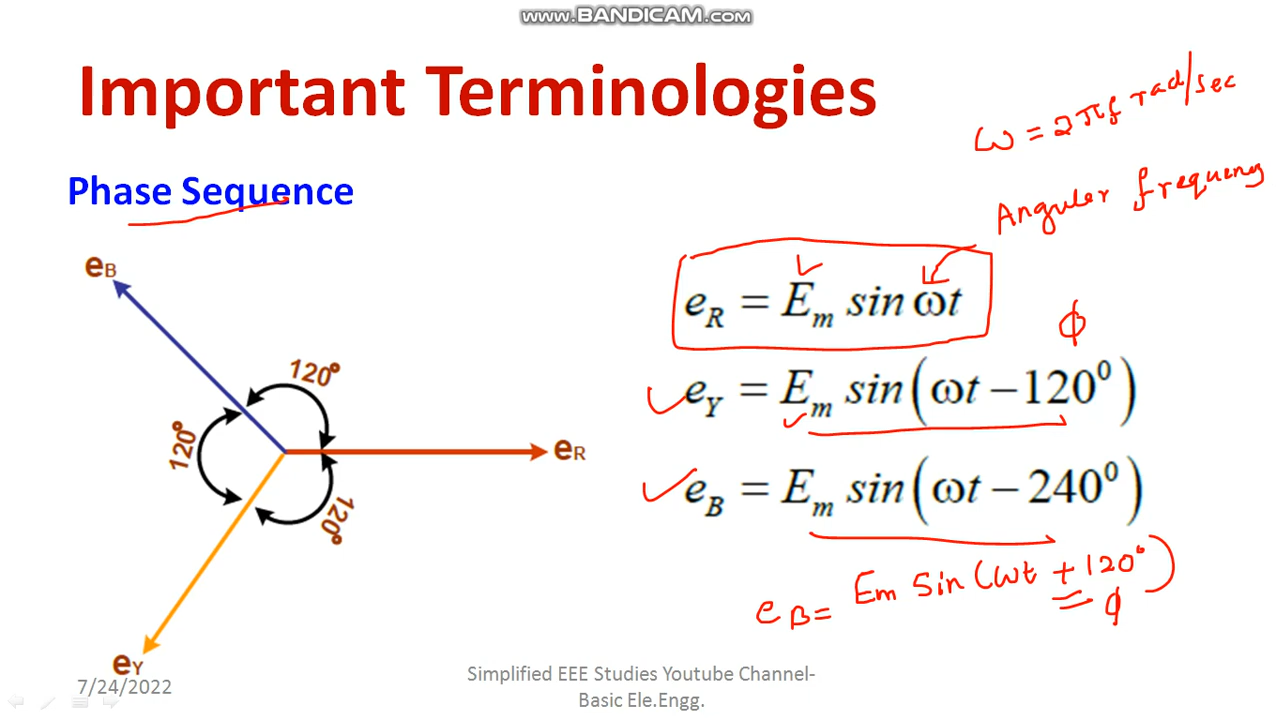 www.BANDICAM.com
Important Terminologies
ω = 2πf rad/sec
Phase Sequence
Angular frequency
eB
eR = Em sin ωt
ϕ
120°
eY = Em sin(ωt − 120⁰)
120°
eR
eB = Em sin(ωt − 240⁰)
120°
eB = Em Sin(ωt + 120°)
ϕ
eY
7/24/2022
Simplified EEE Studies Youtube Channel-
Basic Ele.Engg.